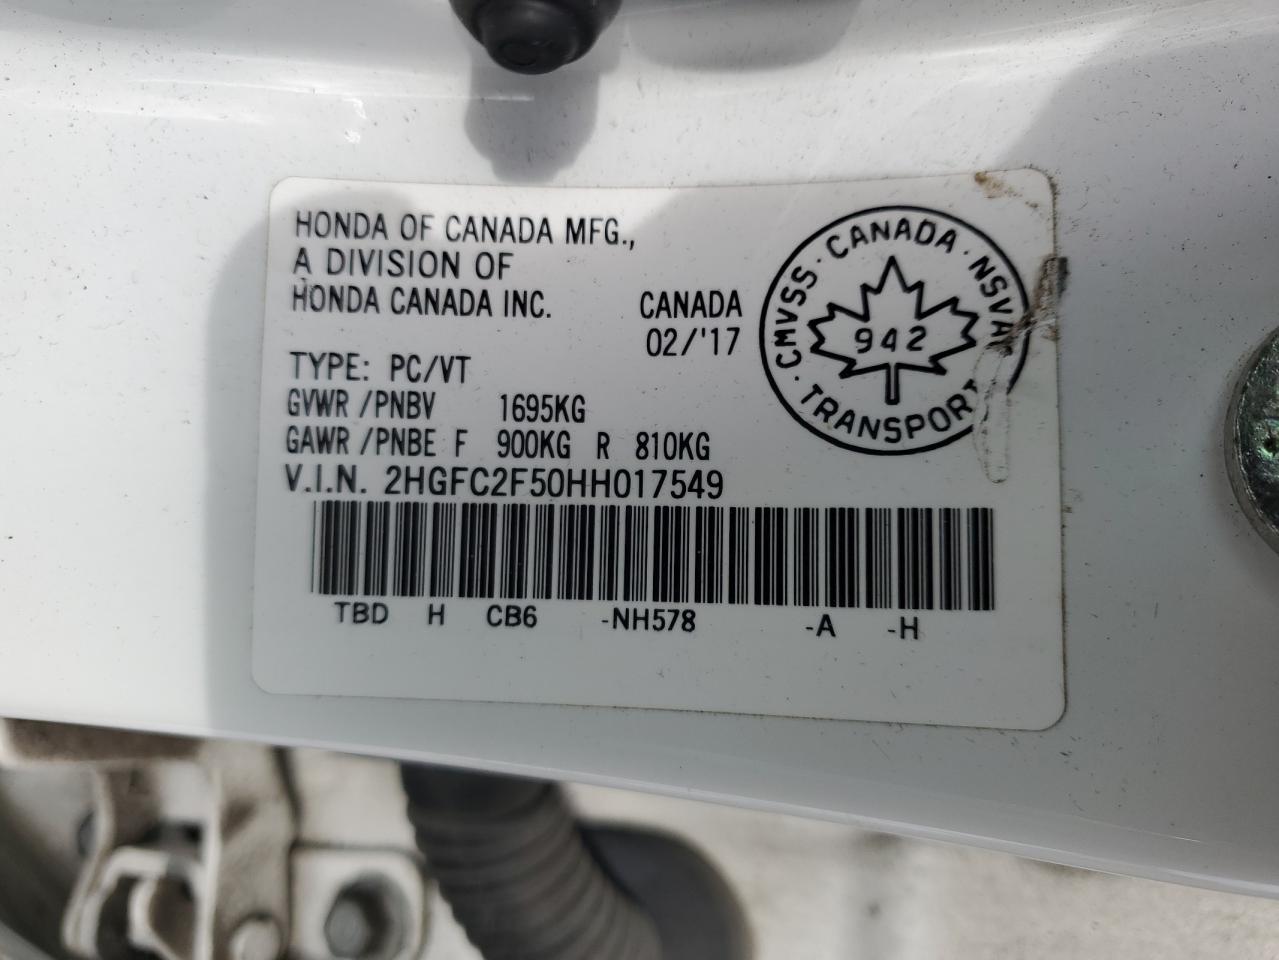 HONDA OF CANADA MFG.,
A DIVISION OF
HONDA CANADA INC.
CANADA
02/'17
TYPE: PC/VT
GVWR /PNBV 1695KG
GAWR /PNBE F 900KG R 810KG
V.I.N. 2HGFC2F50HH017549
TBD H CB6 -NH578 -A -H
CMVSS · CANADA · NSVAC
942
TRANSPORT